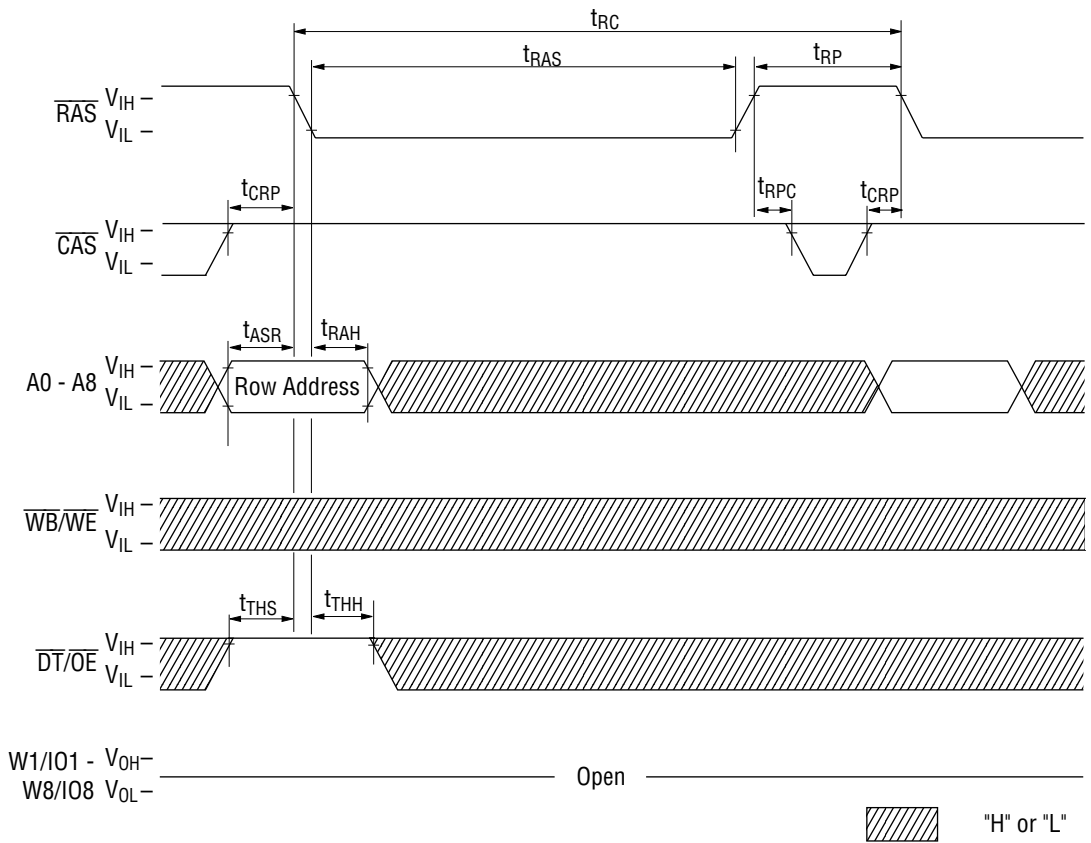 tRC
tRAS
tRP
RAS VIH –
VIL –
tCRP
tRPC
tCRP
CAS VIH –
VIL –
tASR
tRAH
A0 - A8 VIH –
VIL –
Row Address
WB/WE VIH –
VIL –
tTHS
tTHH
DT/OE VIH –
VIL –
W1/IO1 - VOH –
W8/IO8 VOL –
Open
"H" or "L"